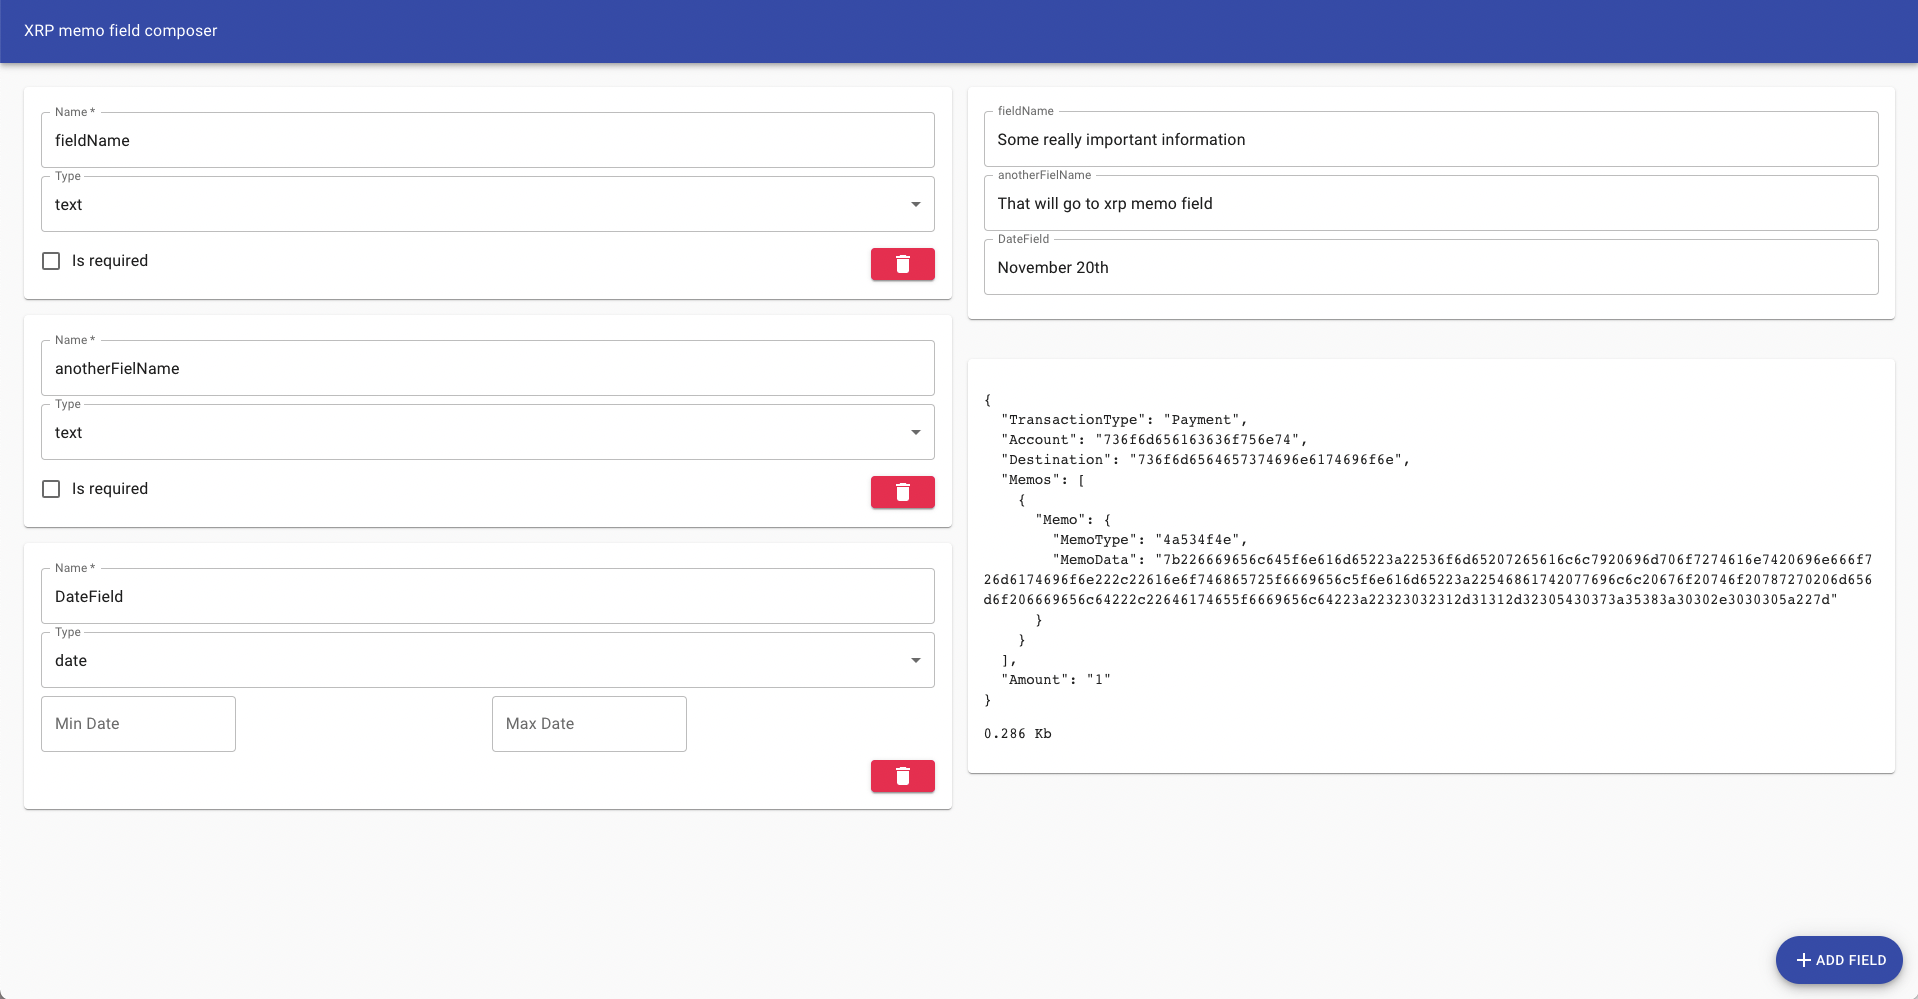 XRP memo field composer
Name *
fieldName
Type
text
Is required
Name *
anotherFielName
Type
text
Is required
Name *
DateField
Type
date
Min Date
Max Date
fieldName
Some really important information
anotherFielName
That will go to xrp memo field
DateField
November 20th
{
"TransactionType": "Payment",
"Account": "736f6d656163636f756e74",
"Destination": "736f6d6564657374696e6174696f6e",
"Memos": [
{
"Memo": {
"MemoType": "4a534f4e",
"MemoData": "7b226669656c645f6e616d65223a22536f6d65207265616c6c7920696d706f7274616e7420696e666f7
26d6174696f6e222c22616e6f746865725f6669656c5f6e616d65223a22546861742077696c6c20676f20746f20787270206d656
d6f206669656c64222c22646174655f6669656c64223a22323032312d31312d32305430373a35383a30302e3030305a227d"
}
}
],
"Amount": "1"
}
0.286 Kb
ADD FIELD